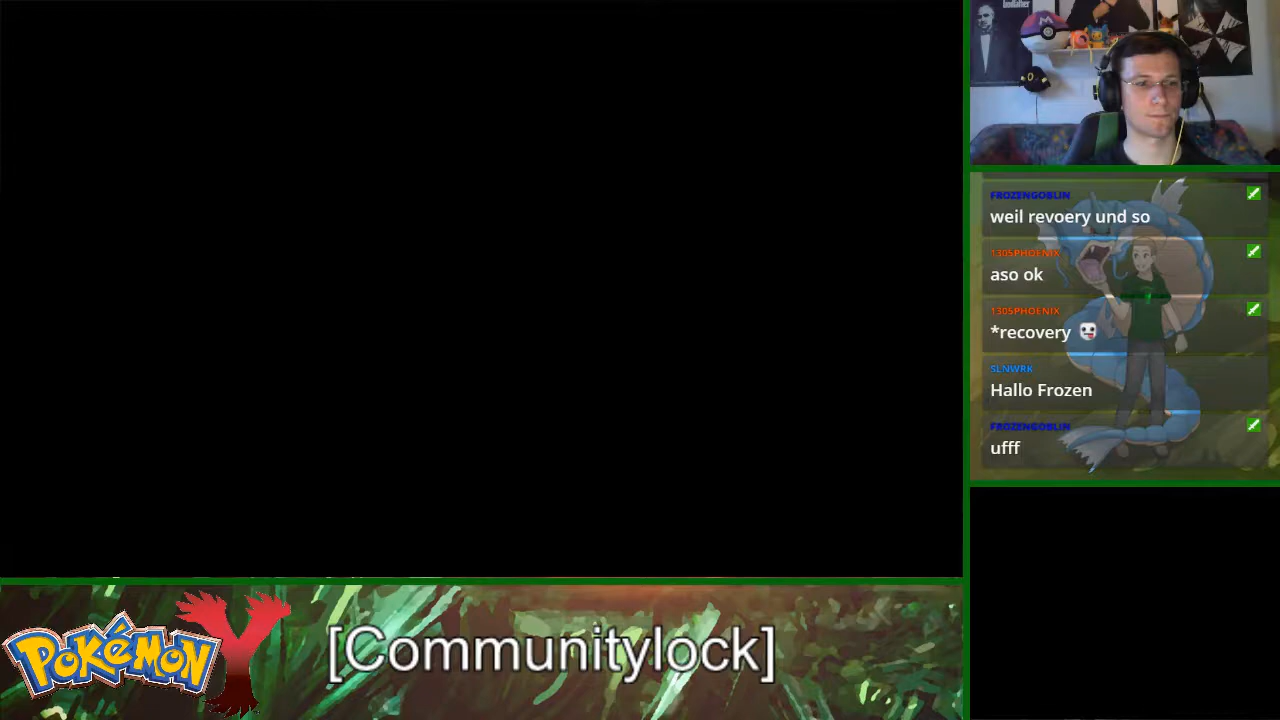 FROZENGOBLIN
weil revoery und so
1305PHOENIX
aso ok
1305PHOENIX
*recovery
SLNWRK
Hallo Frozen
FROZENGOBLIN
ufff
POKéMON Y
[Communitylock]